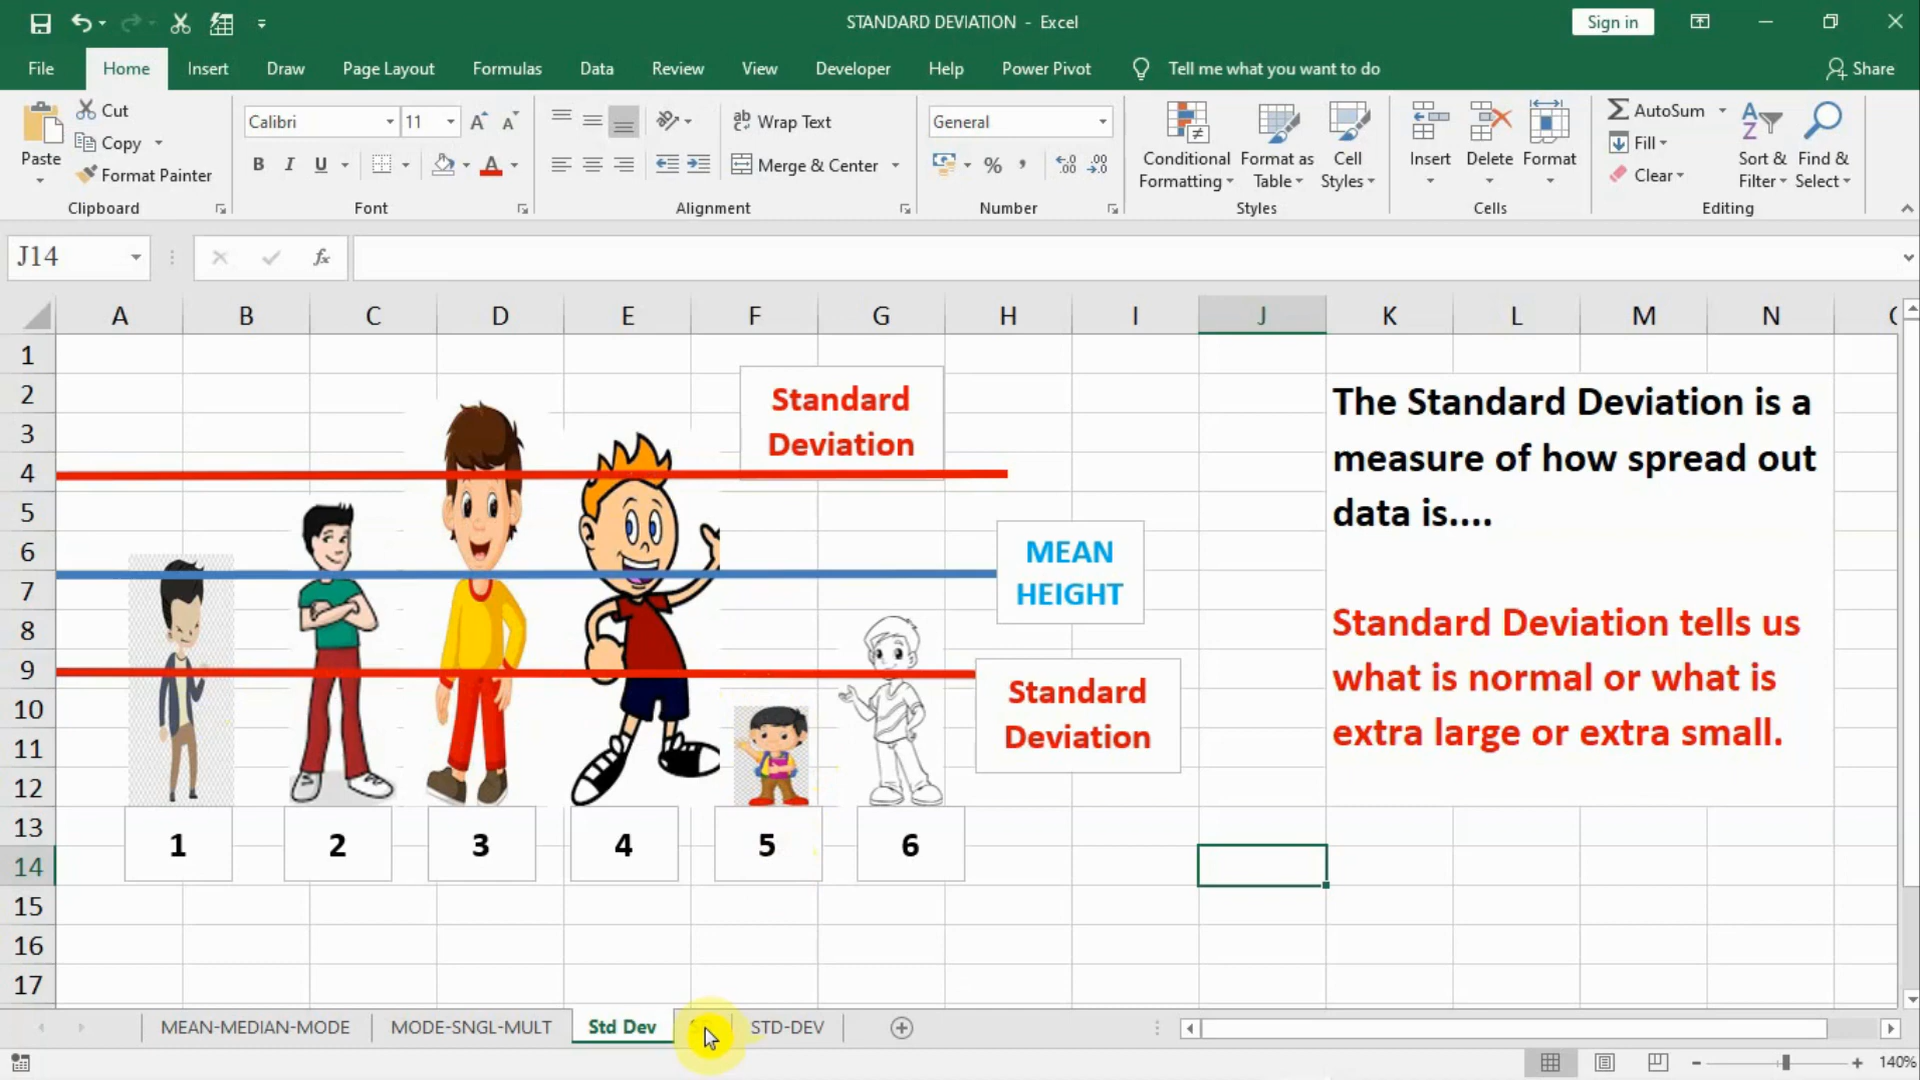 STANDARD DEVIATION - Excel
Sign in
File Home Insert Draw Page Layout Formulas Data Review View Developer Help Power Pivot Tell me what you want to do Share
Paste
Cut
Copy
Format Painter
Clipboard
Calibri 11
B I U
Font
Wrap Text
Merge & Center
Alignment
General
Number
Conditional Formatting
Format as Table
Cell Styles
Styles
Insert Delete Format
Cells
AutoSum
Fill
Clear
Sort & Filter
Find & Select
Editing
J14
fx
A B C D E F G H I J K L M N
1
2
3
4
5
6
7
8
9
10
11
12
13
14
15
16
17
Standard
Deviation
MEAN
HEIGHT
Standard
Deviation
1 2 3 4 5 6
The Standard Deviation is a
measure of how spread out
data is....
Standard Deviation tells us
what is normal or what is
extra large or extra small.
MEAN-MEDIAN-MODE MODE-SNGL-MULT Std Dev STD-DEV
140%